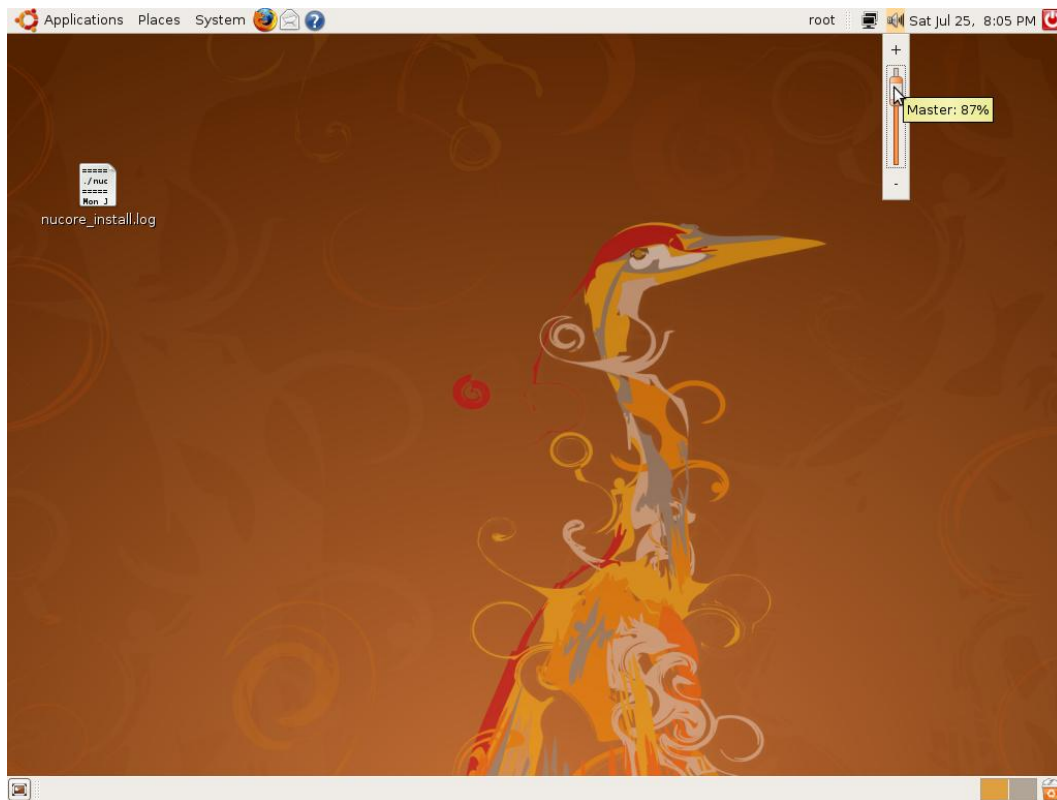 Applications Places System ? root Sat Jul 25, 8:05 PM
+
Master: 87%
-
=====
./nuc
=====
Mon J
nucore_install.log